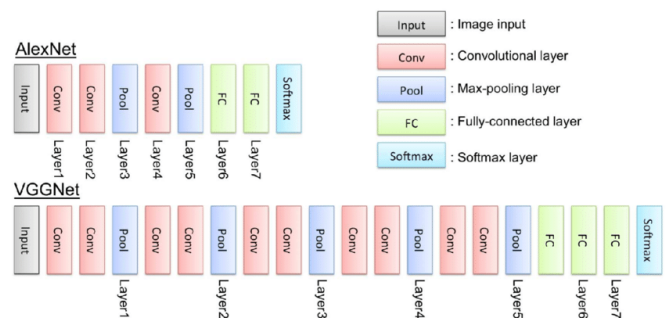 Input : Image input
AlexNet
Conv : Convolutional layer
Input Conv Conv Pool Conv Pool FC FC Softmax
Pool : Max-pooling layer
FC : Fully-connected layer
Layer1 Layer2 Layer3 Layer4 Layer5 Layer6 Layer7
Softmax : Softmax layer
VGGNet
Input Conv Conv Pool Conv Conv Pool Conv Conv Pool Conv Conv Pool Conv Conv Pool FC FC FC Softmax
Layer1 Layer2 Layer3 Layer4 Layer5 Layer6 Layer7